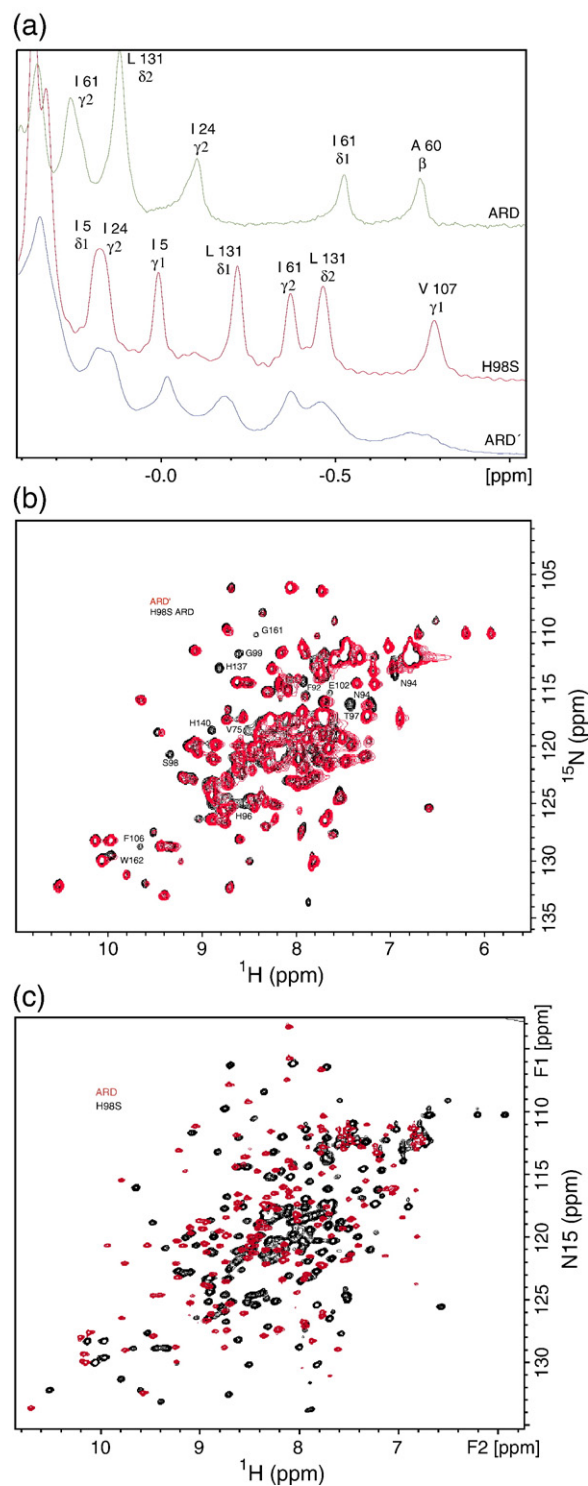 (a)
L 131
δ2
I 61
γ2
I 24
γ2
I 61
δ1
A 60
β
ARD
I 5
δ1
I 24
γ2
I 5
γ1
L 131
δ1
I 61
γ2
L 131
δ2
V 107
γ1
H98S
ARD´
-0.0
-0.5
[ppm]
(b)
ARD'
H98S ARD
G161
G99
H137
F92
E102
N94
N94
T97
H140
V75
S98
H96
F106
W162
105
110
115
120
125
130
135
15N (ppm)
10
9
8
7
6
1H (ppm)
(c)
ARD
H98S
F1 [ppm]
110
115
120
125
130
N15 (ppm)
10
9
8
7
F2 [ppm]
1H (ppm)